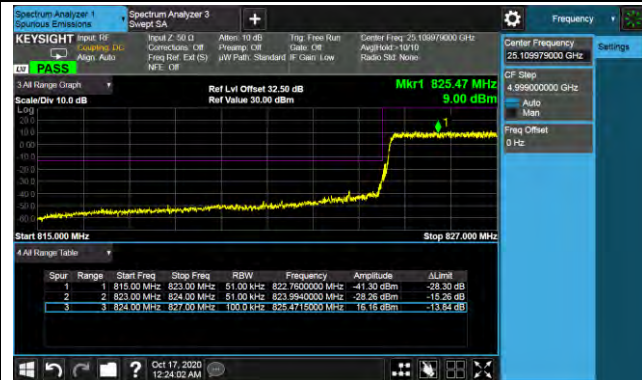 Spectrum Analyzer 1
Spurious Emissions
Spectrum Analyzer 3
Swept SA
+
Frequency
KEYSIGHT
Input: RF
Coupling: DC
Align: Auto
Input Z: 50 Ω
Corrections: Off
Freq Ref: Ext (S)
NFE: Off
Atten: 10 dB
Preamp: Off
µW Path: Standard
Trig: Free Run
Gate: Off
IF Gain: Low
Center Freq: 25.109979000 GHz
Avg|Hold:>10/10
Radio Std: None
LXI
PASS
Center Frequency
25.109979000 GHz
Settings
CF Step
4.999000000 GHz
Auto
Man
Freq Offset
0 Hz
3 All Range Graph
Scale/Div 10.0 dB
Ref Lvl Offset 32.50 dB
Ref Value 30.00 dBm
Mkr1 825.47 MHz
9.00 dBm
Log
20.0
10.0
0.00
-10.0
-20.0
-30.0
-40.0
-50.0
-60.0
1
Start 815.000 MHz
Stop 827.000 MHz
4 All Range Table
Spur Range Start Freq Stop Freq RBW Frequency Amplitude ΔLimit
1 1 815.00 MHz 823.00 MHz 51.00 kHz 822.7600000 MHz -41.30 dBm -28.30 dB
2 2 823.00 MHz 824.00 MHz 51.00 kHz 823.9940000 MHz -28.26 dBm -15.26 dB
3 3 824.00 MHz 827.00 MHz 100.0 kHz 825.4715000 MHz 16.16 dBm -13.84 dB
?
Oct 17, 2020
12:24:02 AM